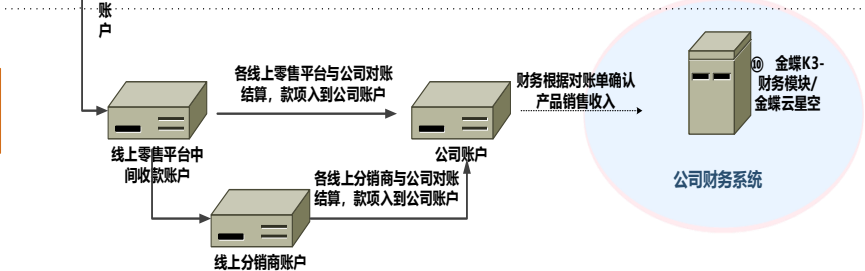 账
户
各线上零售平台与公司对账
结算，款项入到公司账户
财务根据对账单确认
产品销售收入
⑩ 金蝶K3-
财务模块/
金蝶云星空
线上零售平台中
间收款账户
公司账户
各线上分销商与公司对账
结算，款项入到公司账户
公司财务系统
线上分销商账户